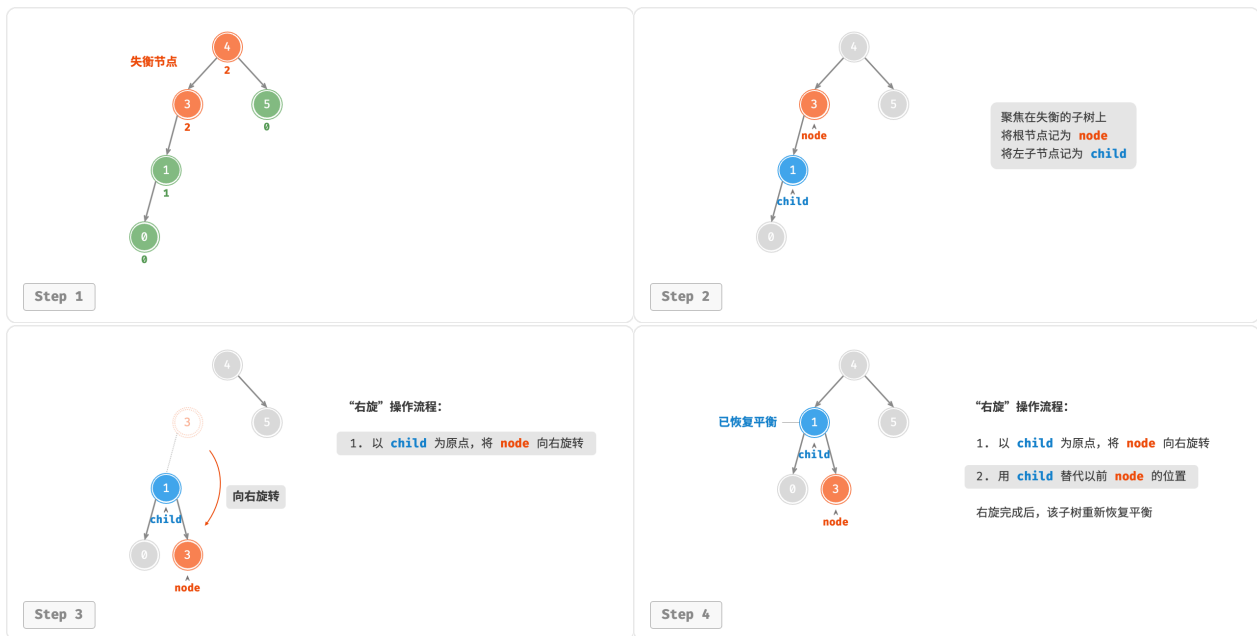 4
失衡节点
2
3
5
2
0
1
1
0
0
Step 1
4
3
5
node
聚焦在失衡的子树上
将根节点记为 node
将左子节点记为 child
1
child
0
Step 2
4
3
5
“右旋”操作流程：
1. 以 child 为原点，将 node 向右旋转
1
向右旋转
child
0
3
node
Step 3
4
已恢复平衡
1
5
child
“右旋”操作流程：
1. 以 child 为原点，将 node 向右旋转
2. 用 child 替代以前 node 的位置
右旋完成后，该子树重新恢复平衡
0
3
node
Step 4